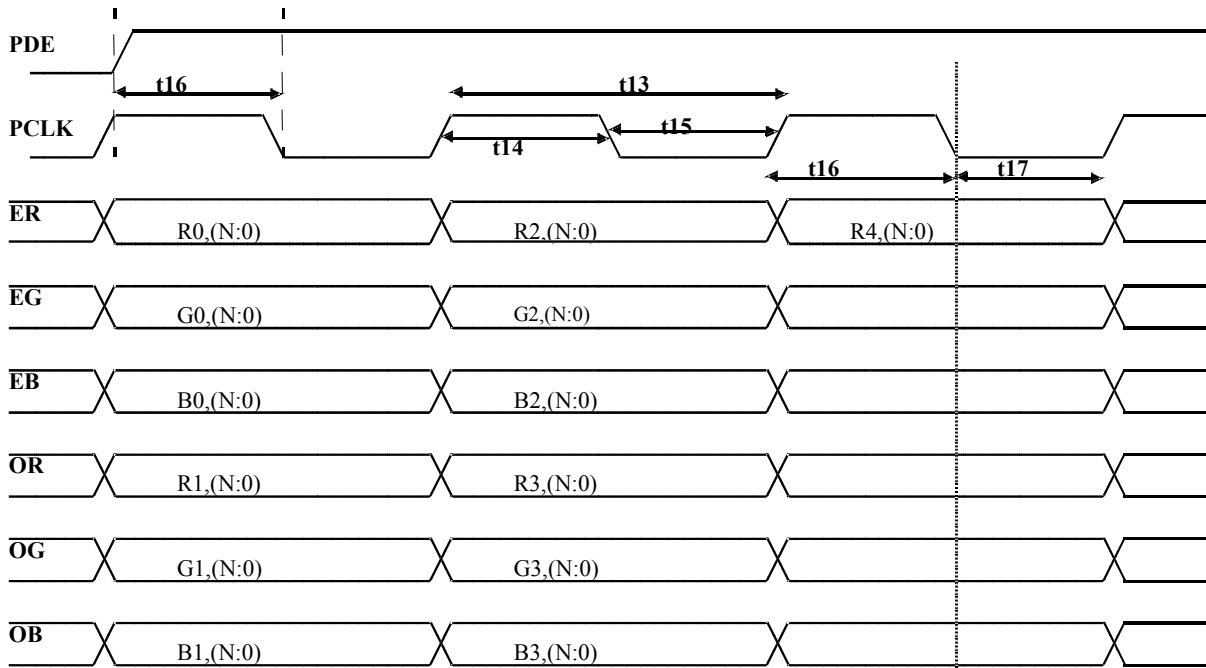 PDE
t16
t13
PCLK
t14
t15
t16
t17
ER
R0,(N:0)
R2,(N:0)
R4,(N:0)
EG
G0,(N:0)
G2,(N:0)
EB
B0,(N:0)
B2,(N:0)
OR
R1,(N:0)
R3,(N:0)
OG
G1,(N:0)
G3,(N:0)
OB
B1,(N:0)
B3,(N:0)